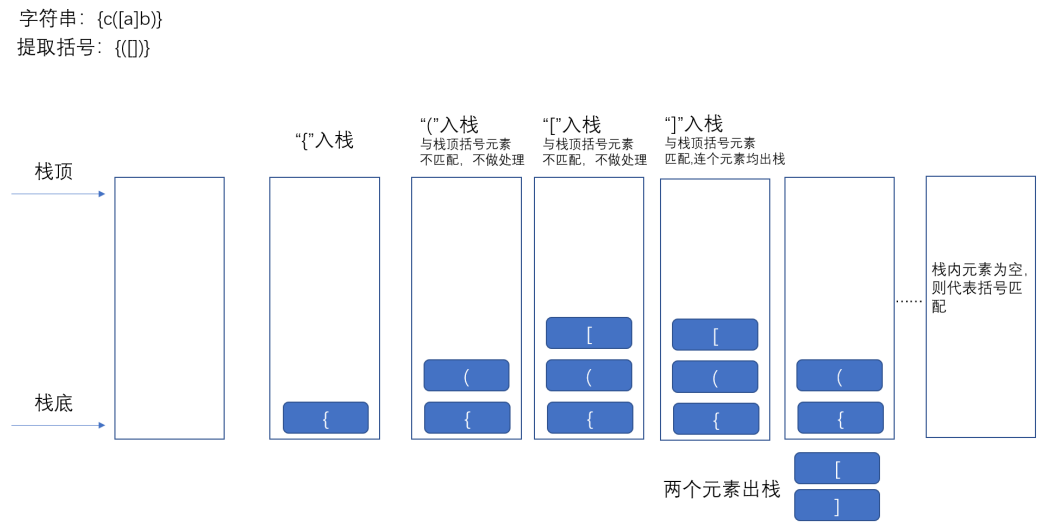 字符串：{c([a]b)}
提取括号：{([])}
“{”入栈
“(”入栈
与栈顶括号元素
不匹配，不做处理
“[”入栈
与栈顶括号元素
不匹配，不做处理
“]”入栈
与栈顶括号元素
匹配,连个元素均出栈
栈顶
栈底
{
(
{
[
(
{
[
(
{
(
{
……
栈内元素为空,
则代表括号匹
配
两个元素出栈
[
]